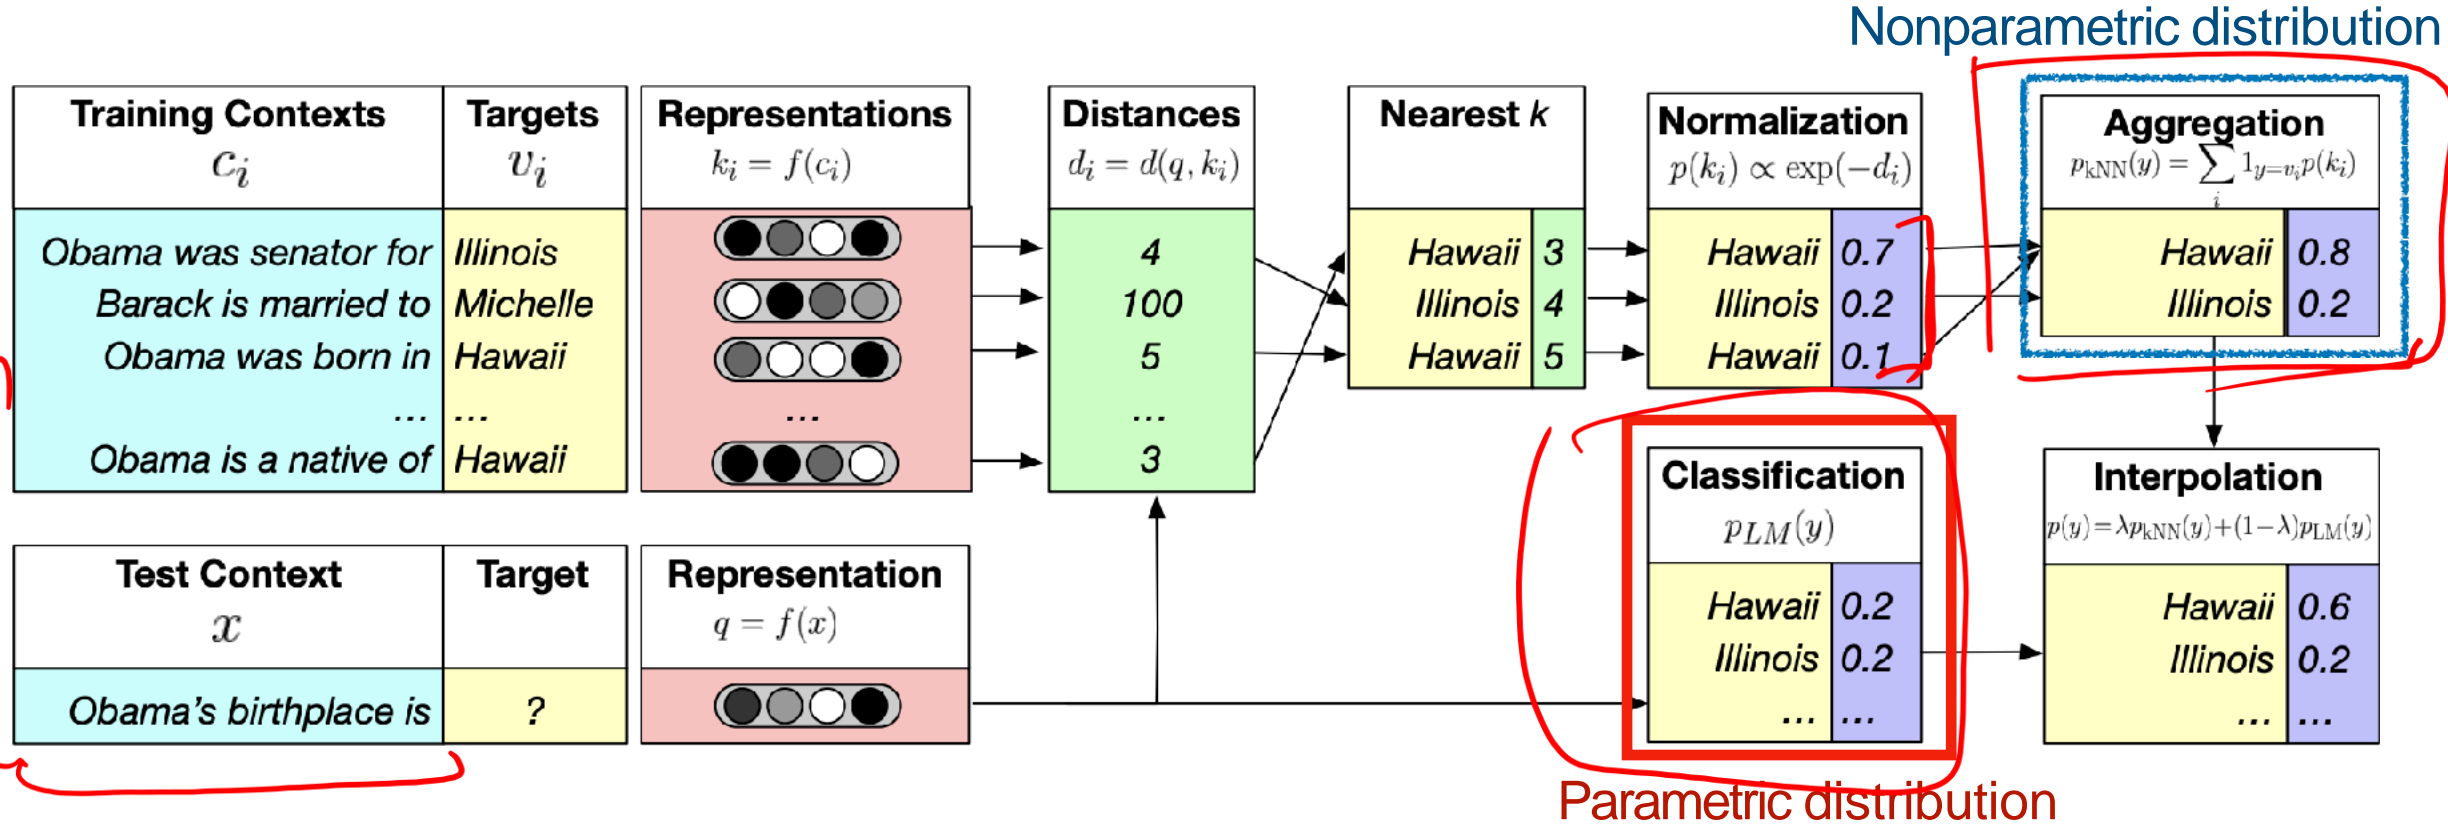 Nonparametric distribution
Training Contexts
c_i
Targets
v_i
Obama was senator for Illinois
Barack is married to Michelle
Obama was born in Hawaii
... ...
Obama is a native of Hawaii
Representations
k_i = f(c_i)
...
Distances
d_i = d(q, k_i)
4
100
5
...
3
Nearest k
Hawaii 3
Illinois 4
Hawaii 5
Normalization
p(k_i) ∝ exp(−d_i)
Hawaii 0.7
Illinois 0.2
Hawaii 0.1
Aggregation
p_kNN(y) = ∑_i 1_{y=v_i} p(k_i)
Hawaii 0.8
Illinois 0.2
Test Context
x
Target
Obama's birthplace is ?
Representation
q = f(x)
Classification
p_LM(y)
Hawaii 0.2
Illinois 0.2
... ...
Interpolation
p(y) = λp_kNN(y)+(1−λ)p_LM(y)
Hawaii 0.6
Illinois 0.2
... ...
Parametric distribution